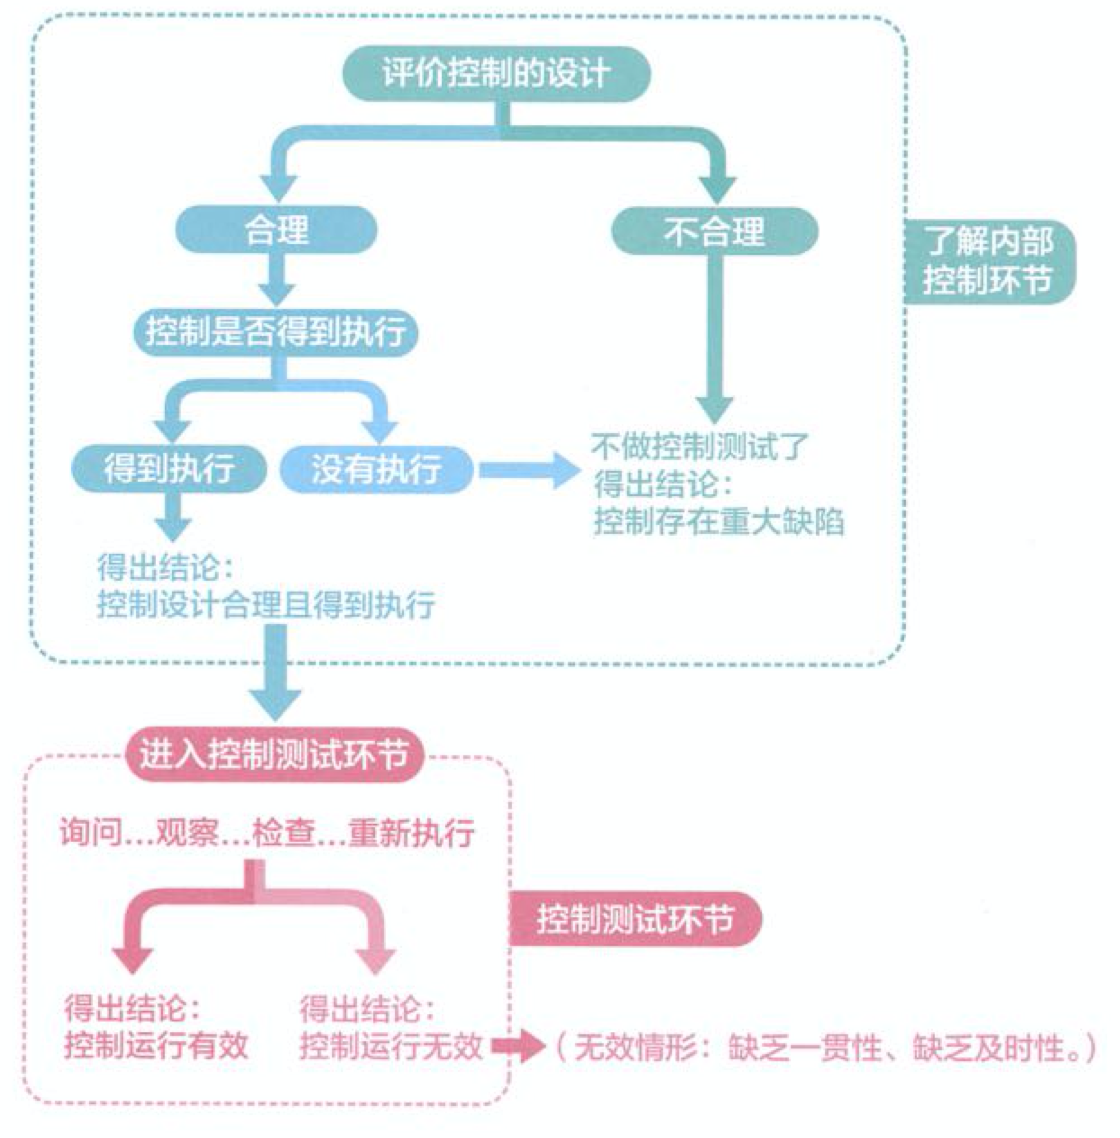 评价控制的设计
合理
不合理
了解内部
控制环节
控制是否得到执行
得到执行
没有执行
不做控制测试了
得出结论：
控制存在重大缺陷
得出结论：
控制设计合理且得到执行
进入控制测试环节
询问…观察…检查…重新执行
控制测试环节
得出结论：
控制运行有效
得出结论：
控制运行无效
（无效情形：缺乏一贯性、缺乏及时性。）